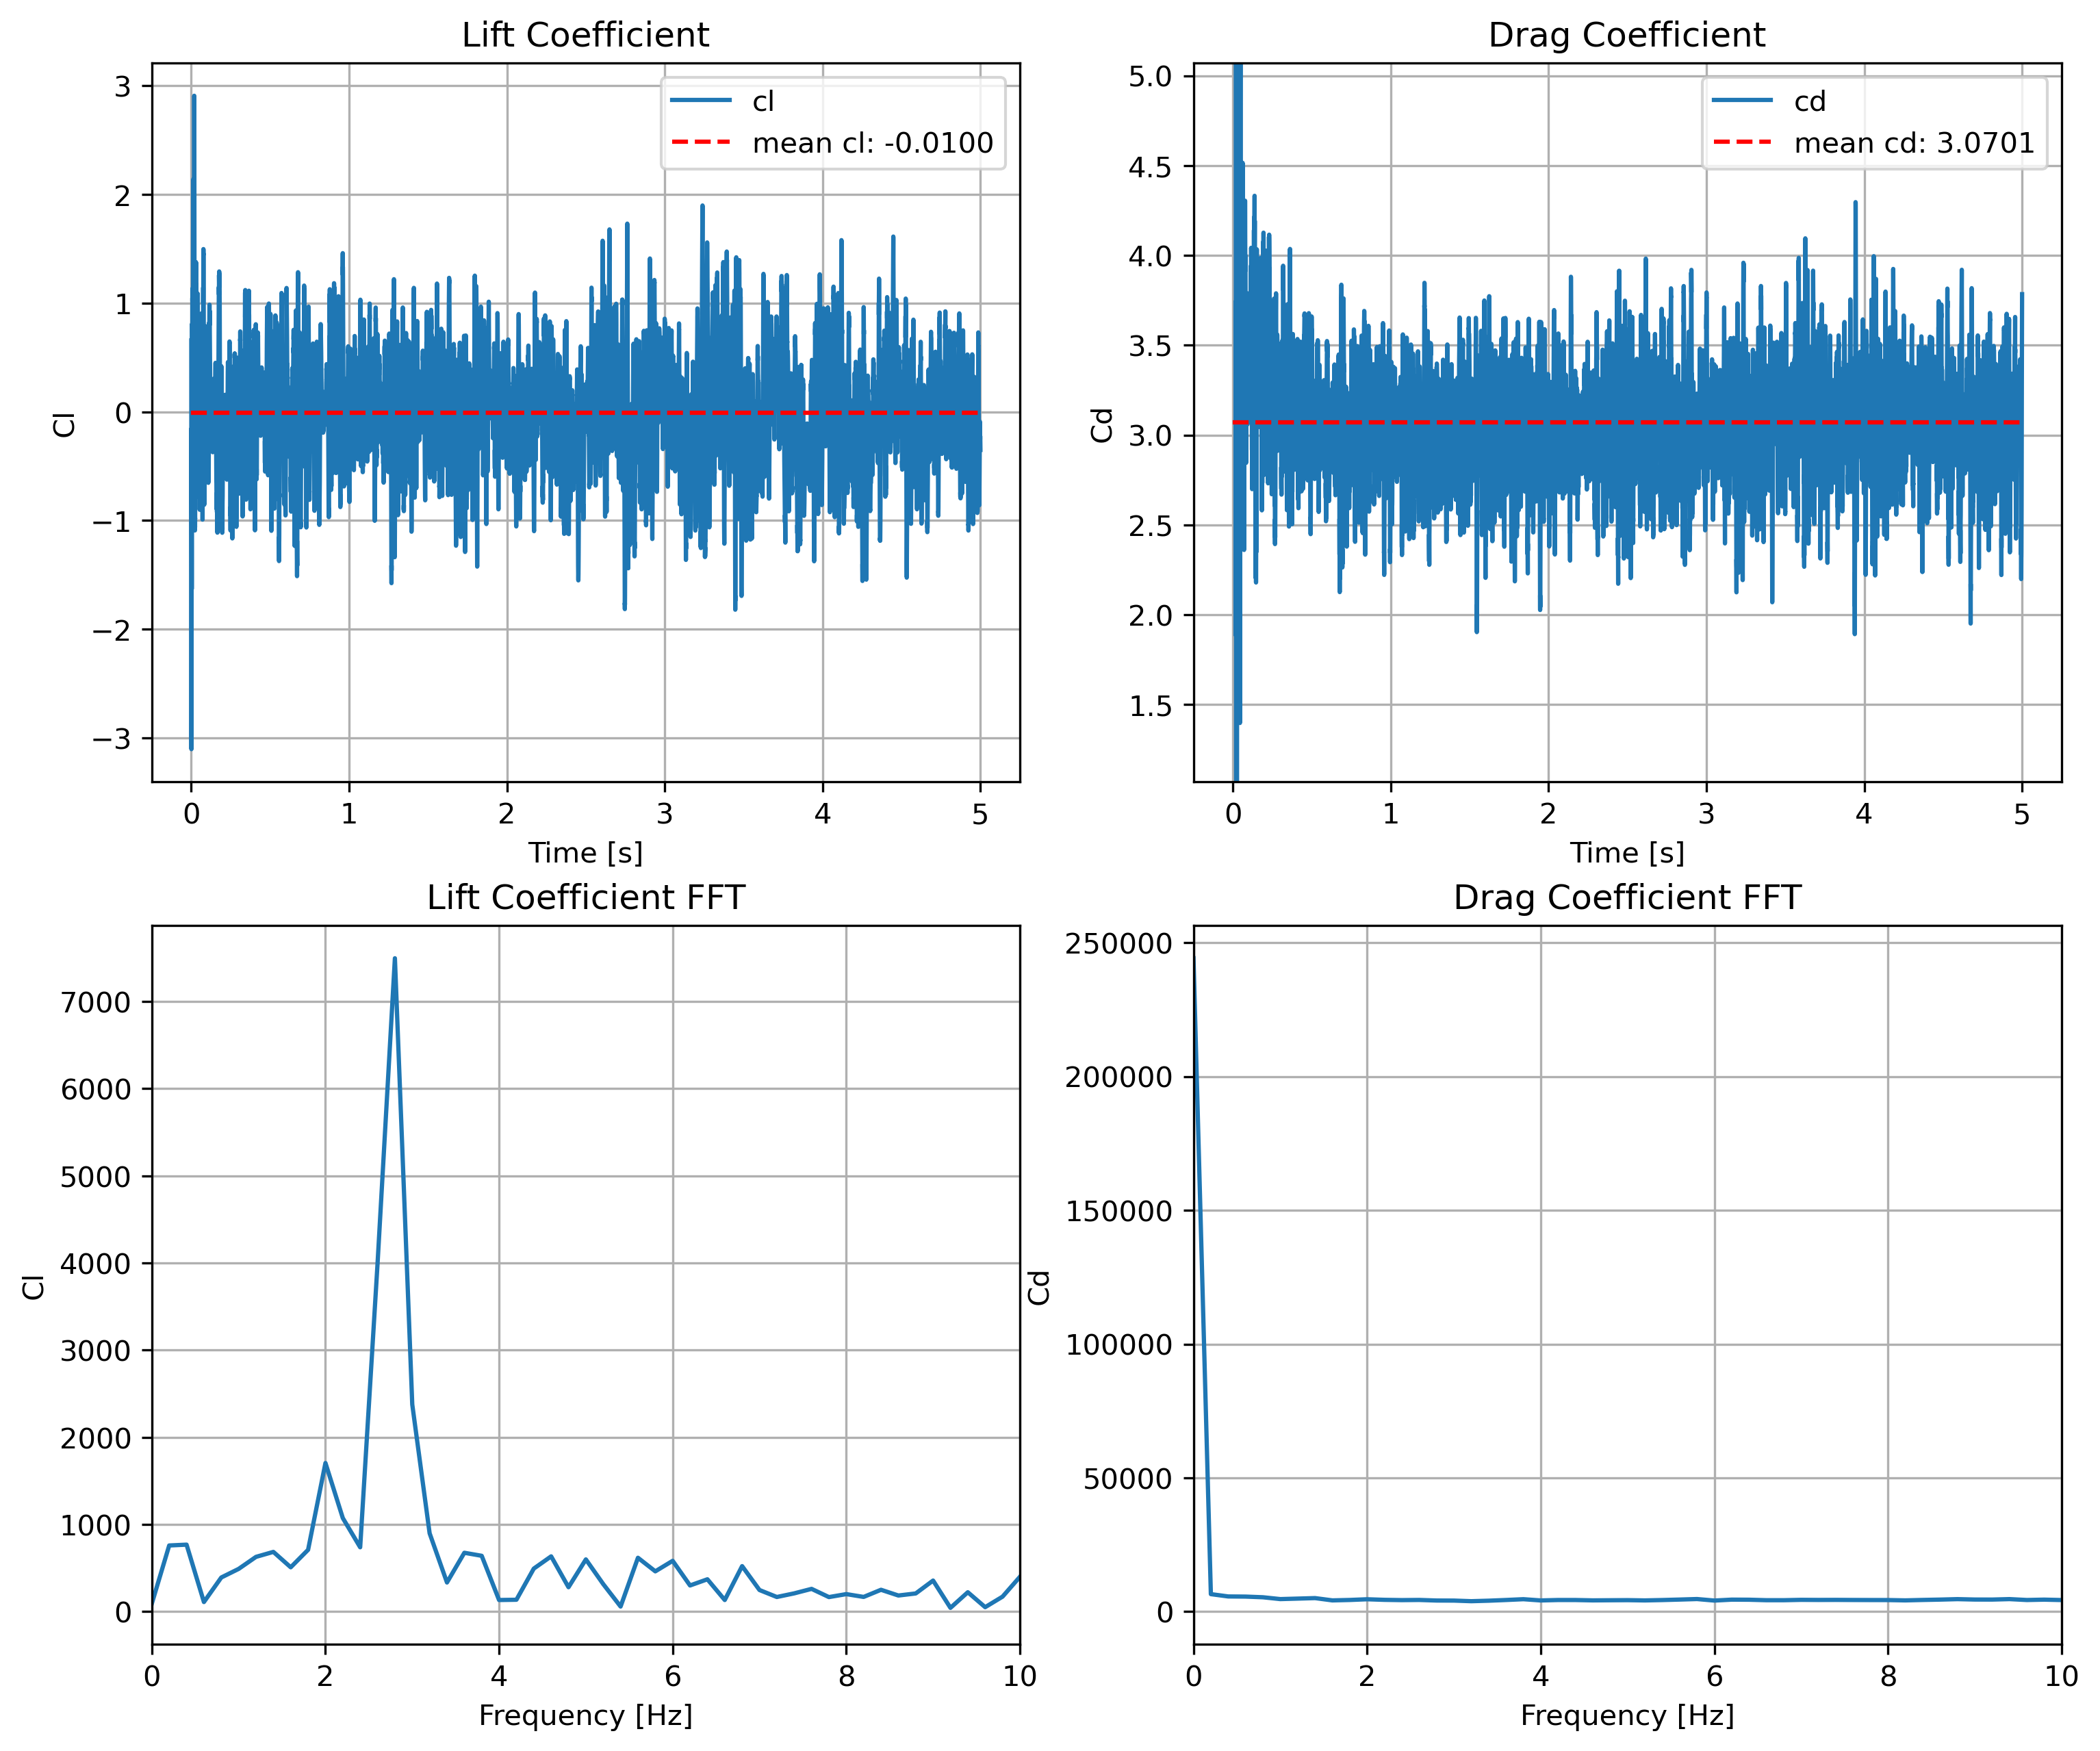 Lift Coefficient
3
2
1
0
−1
−2
−3
Cl
cl
mean cl: -0.0100
0 1 2 3 4 5
Time [s]
Drag Coefficient
5.0
4.5
4.0
3.5
3.0
2.5
2.0
1.5
Cd
cd
mean cd: 3.0701
0 1 2 3 4 5
Time [s]
Lift Coefficient FFT
7000
6000
5000
4000
3000
2000
1000
0
Cl
0 2 4 6 8 10
Frequency [Hz]
Drag Coefficient FFT
250000
200000
150000
100000
50000
0
Cd
0 2 4 6 8 10
Frequency [Hz]